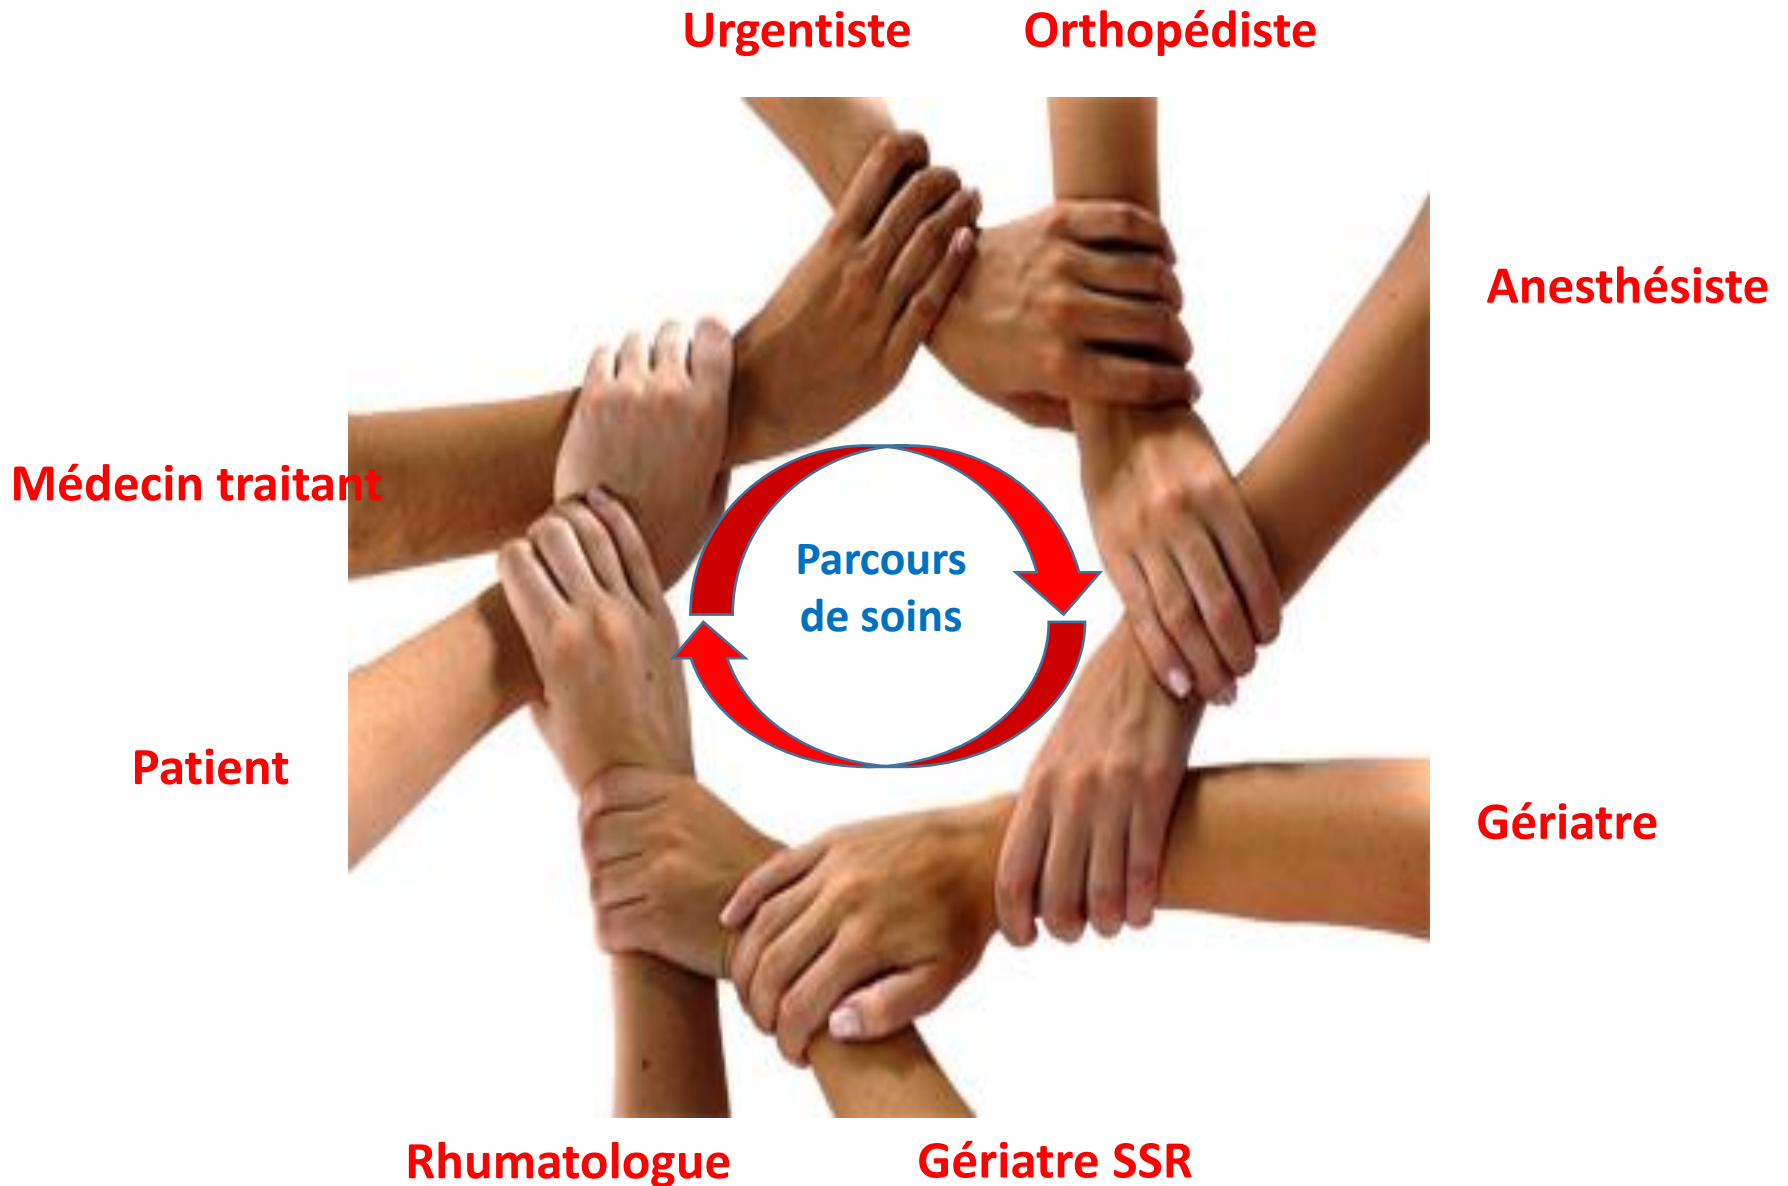 Urgentiste
Orthopédiste
Anesthésiste
Médecin traitant
Parcours
de soins
Patient
Gériatre
Rhumatologue
Gériatre SSR